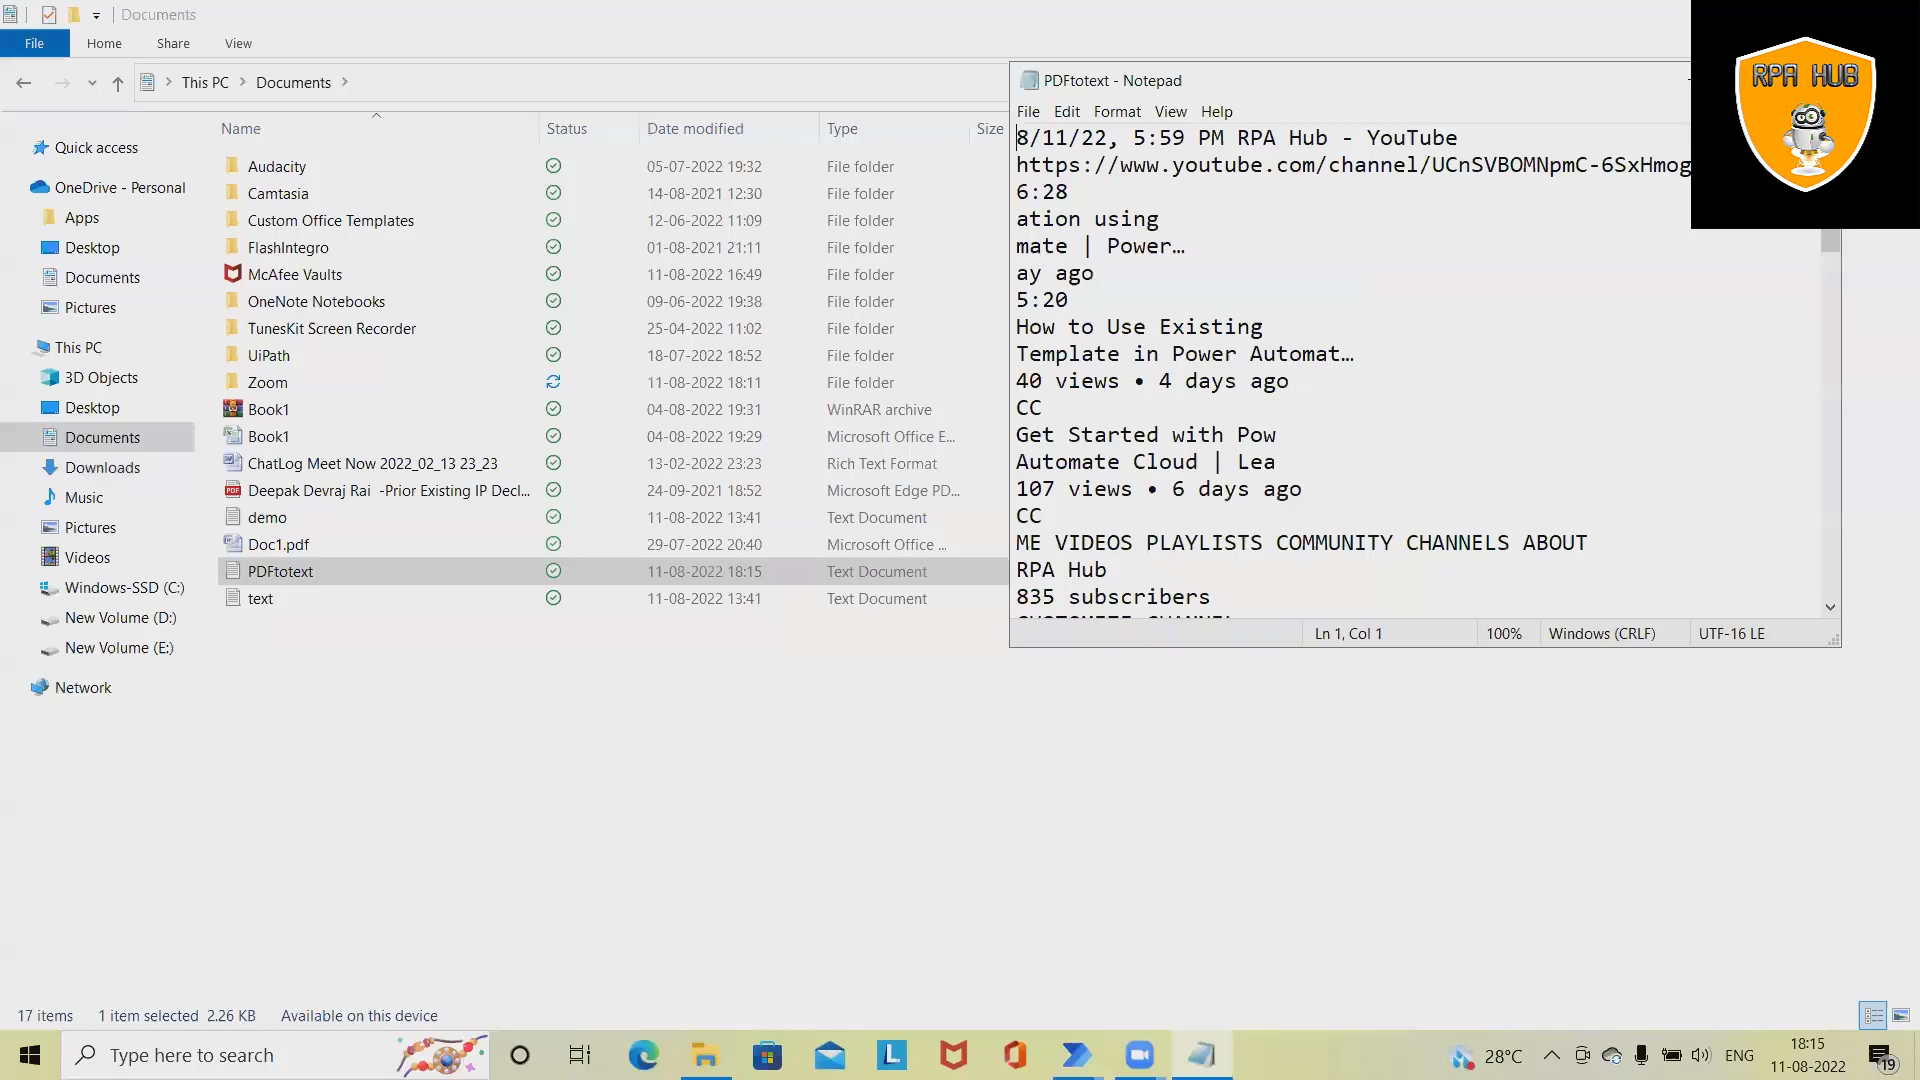 Documents
File Home Share View
This PC Documents
Name Status Date modified Type Size
Quick access
OneDrive - Personal
Apps
Desktop
Documents
Pictures
This PC
3D Objects
Desktop
Documents
Downloads
Music
Pictures
Videos
Windows-SSD (C:)
New Volume (D:)
New Volume (E:)
Network
Audacity 05-07-2022 19:32 File folder
Camtasia 14-08-2021 12:30 File folder
Custom Office Templates 12-06-2022 11:09 File folder
FlashIntegro 01-08-2021 21:11 File folder
McAfee Vaults 11-08-2022 16:49 File folder
OneNote Notebooks 09-06-2022 19:38 File folder
TunesKit Screen Recorder 25-04-2022 11:02 File folder
UiPath 18-07-2022 18:52 File folder
Zoom 11-08-2022 18:11 File folder
Book1 04-08-2022 19:31 WinRAR archive
Book1 04-08-2022 19:29 Microsoft Office E...
ChatLog Meet Now 2022_02_13 23_23 13-02-2022 23:23 Rich Text Format
PDF Deepak Devraj Rai -Prior Existing IP Decl... 24-09-2021 18:52 Microsoft Edge PD...
demo 11-08-2022 13:41 Text Document
Doc1.pdf 29-07-2022 20:40 Microsoft Office ...
PDFtotext 11-08-2022 18:15 Text Document
text 11-08-2022 13:41 Text Document
PDFtotext - Notepad
File Edit Format View Help
8/11/22, 5:59 PM RPA Hub - YouTube
https://www.youtube.com/channel/UCnSVBOMNpmC-6SxHmog
6:28
ation using
mate | Power…
ay ago
5:20
How to Use Existing
Template in Power Automat…
40 views • 4 days ago
CC
Get Started with Pow
Automate Cloud | Lea
107 views • 6 days ago
CC
ME VIDEOS PLAYLISTS COMMUNITY CHANNELS ABOUT
RPA Hub
835 subscribers
Ln 1, Col 1 100% Windows (CRLF) UTF-16 LE
RPA HUB
17 items 1 item selected 2.26 KB Available on this device
Type here to search
L
28°C ENG
18:15
11-08-2022
19